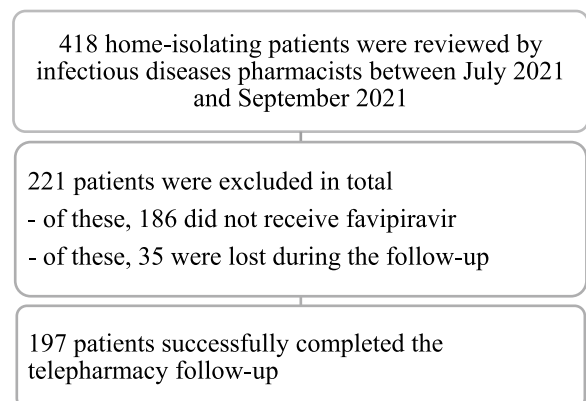 418 home-isolating patients were reviewed by
infectious diseases pharmacists between July 2021
and September 2021
221 patients were excluded in total
- of these, 186 did not receive favipiravir
- of these, 35 were lost during the follow-up
197 patients successfully completed the
telepharmacy follow-up